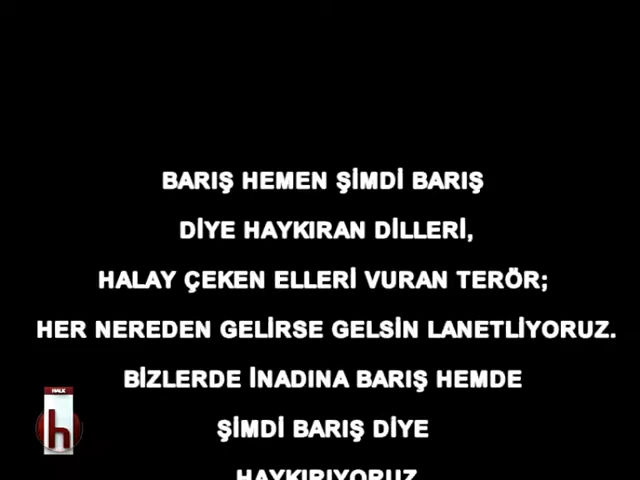 BARIŞ HEMEN ŞİMDİ BARIŞ
DİYE HAYKIRAN DİLLERİ,
HALAY ÇEKEN ELLERİ VURAN TERÖR;
HER NEREDEN GELİRSE GELSİN LANETLİYORUZ.
BİZLERDE İNADINA BARIŞ HEMDE
ŞİMDİ BARIŞ DİYE
HAYKIRIYORUZ
HALK
h